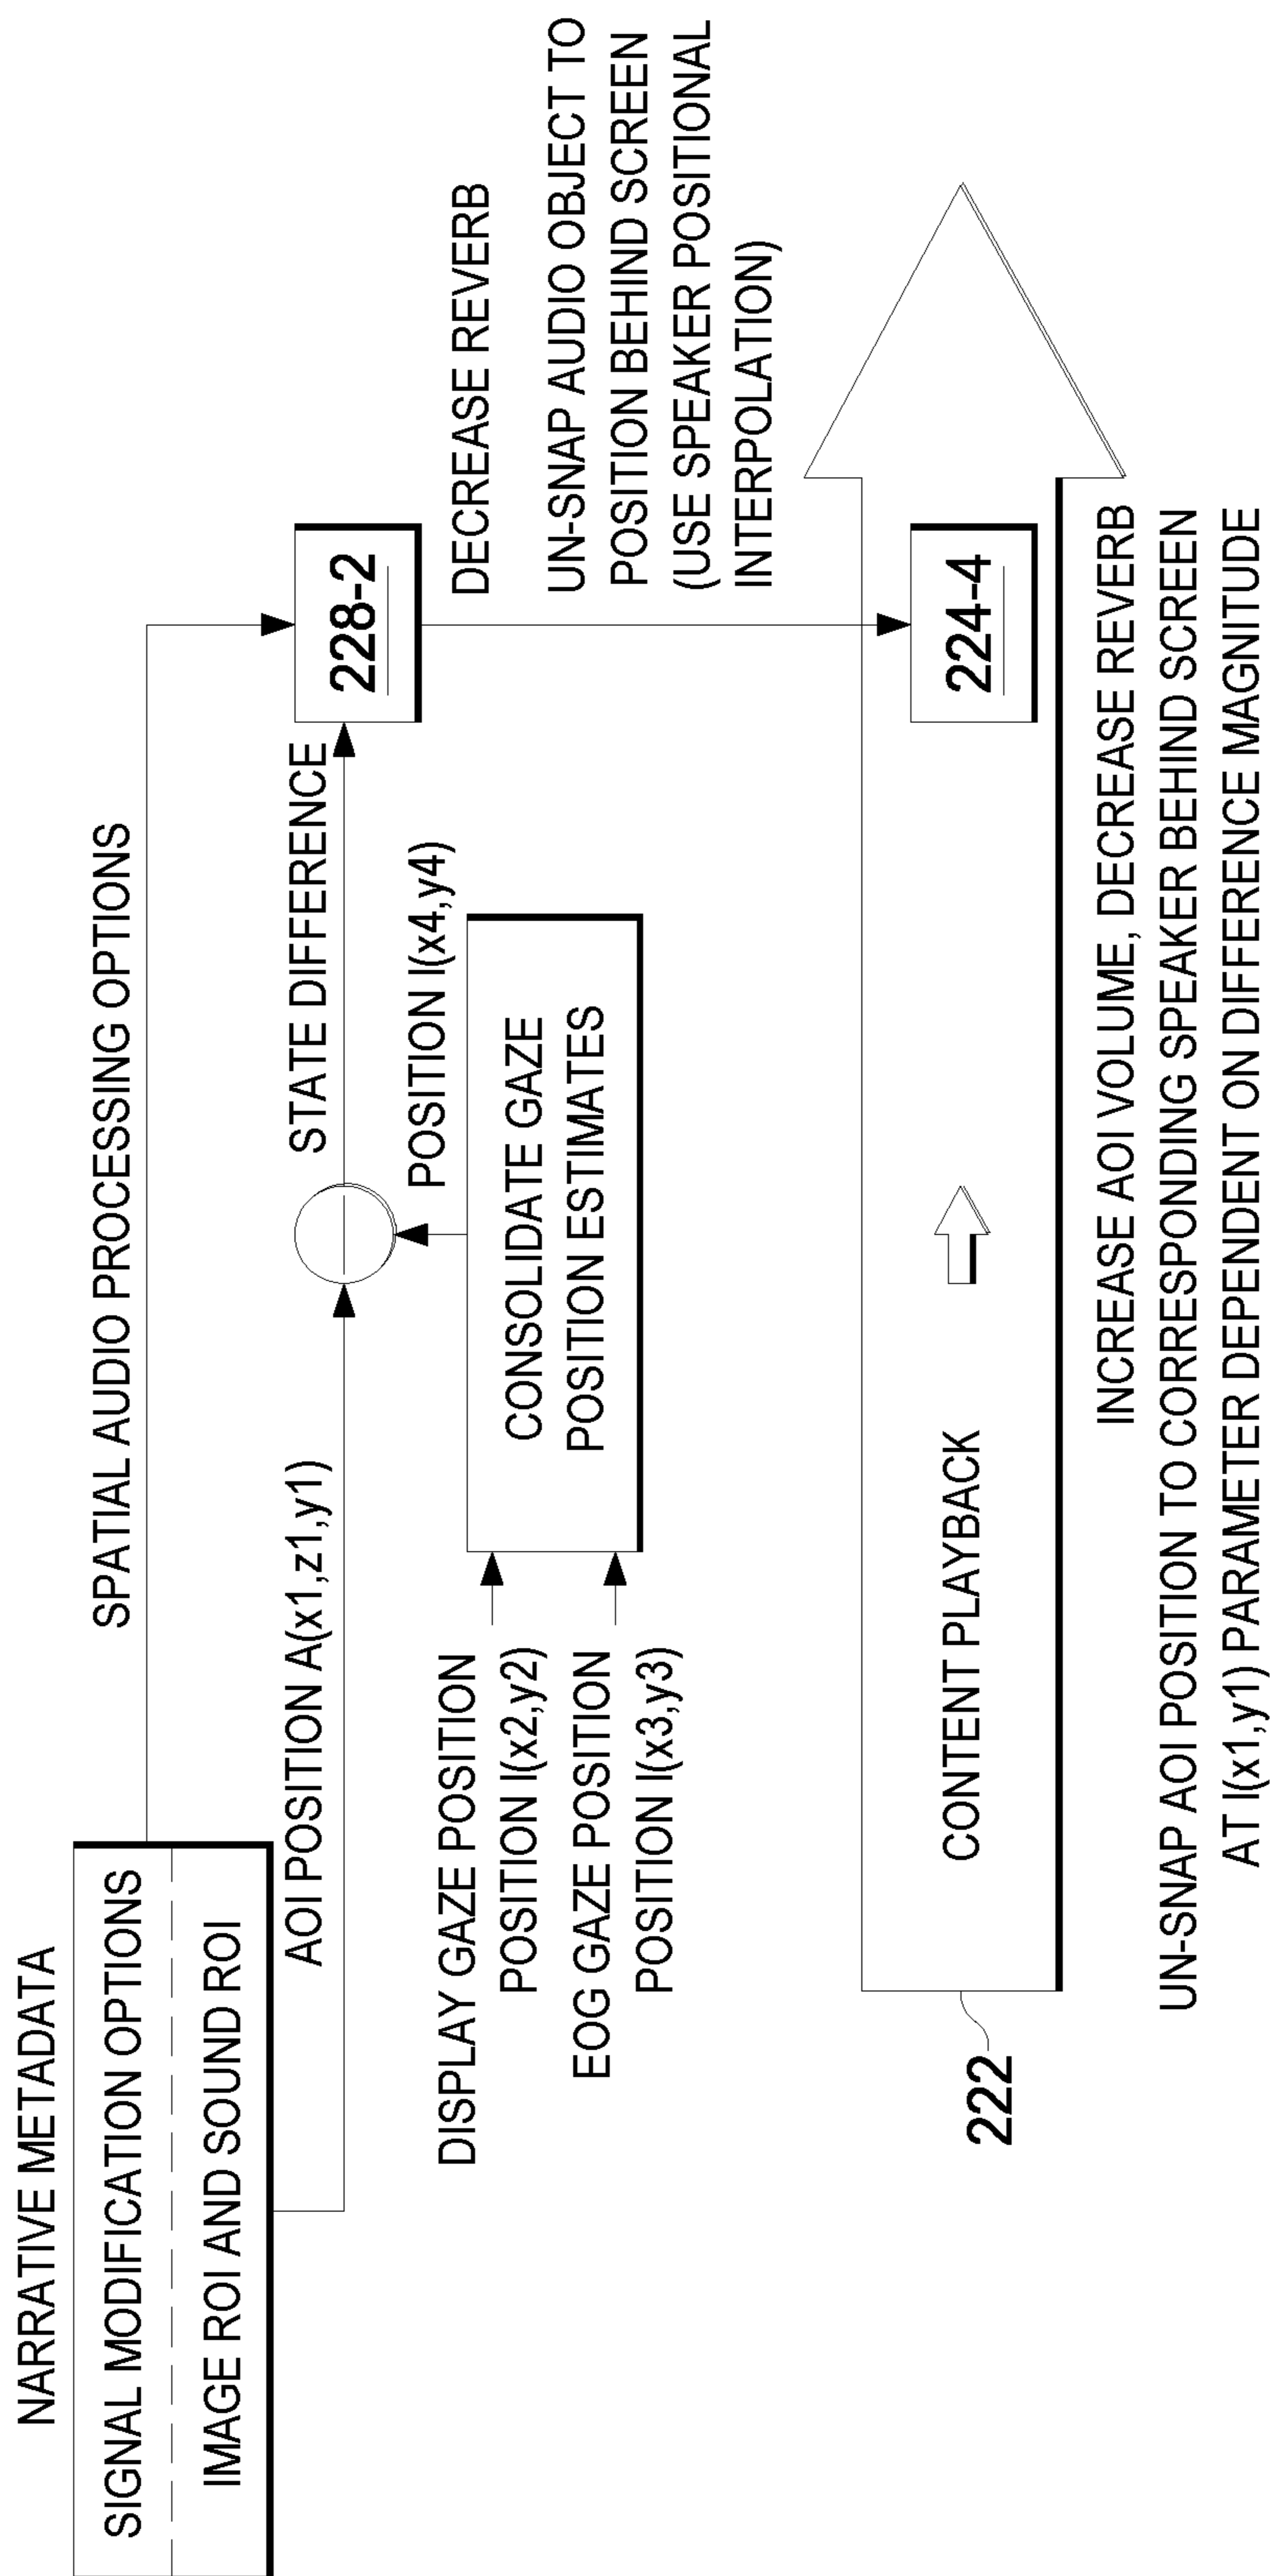 NARRATIVE METADATA
SIGNAL MODIFICATION OPTIONS
IMAGE ROI AND SOUND ROI
SPATIAL AUDIO PROCESSING OPTIONS
AOI POSITION A(x1,z1,y1)
STATE DIFFERENCE
228-2
DISPLAY GAZE POSITION
POSITION I(x2,y2)
EOG GAZE POSITION
POSITION I(x3,y3)
CONSOLIDATE GAZE
POSITION ESTIMATES
POSITION I(x4,y4)
DECREASE REVERB
UN-SNAP AUDIO OBJECT TO
POSITION BEHIND SCREEN
(USE SPEAKER POSITIONAL
INTERPOLATION)
222
CONTENT PLAYBACK
224-4
INCREASE AOI VOLUME, DECREASE REVERB
UN-SNAP AOI POSITION TO CORRESPONDING SPEAKER BEHIND SCREEN
AT I(x1,y1) PARAMETER DEPENDENT ON DIFFERENCE MAGNITUDE